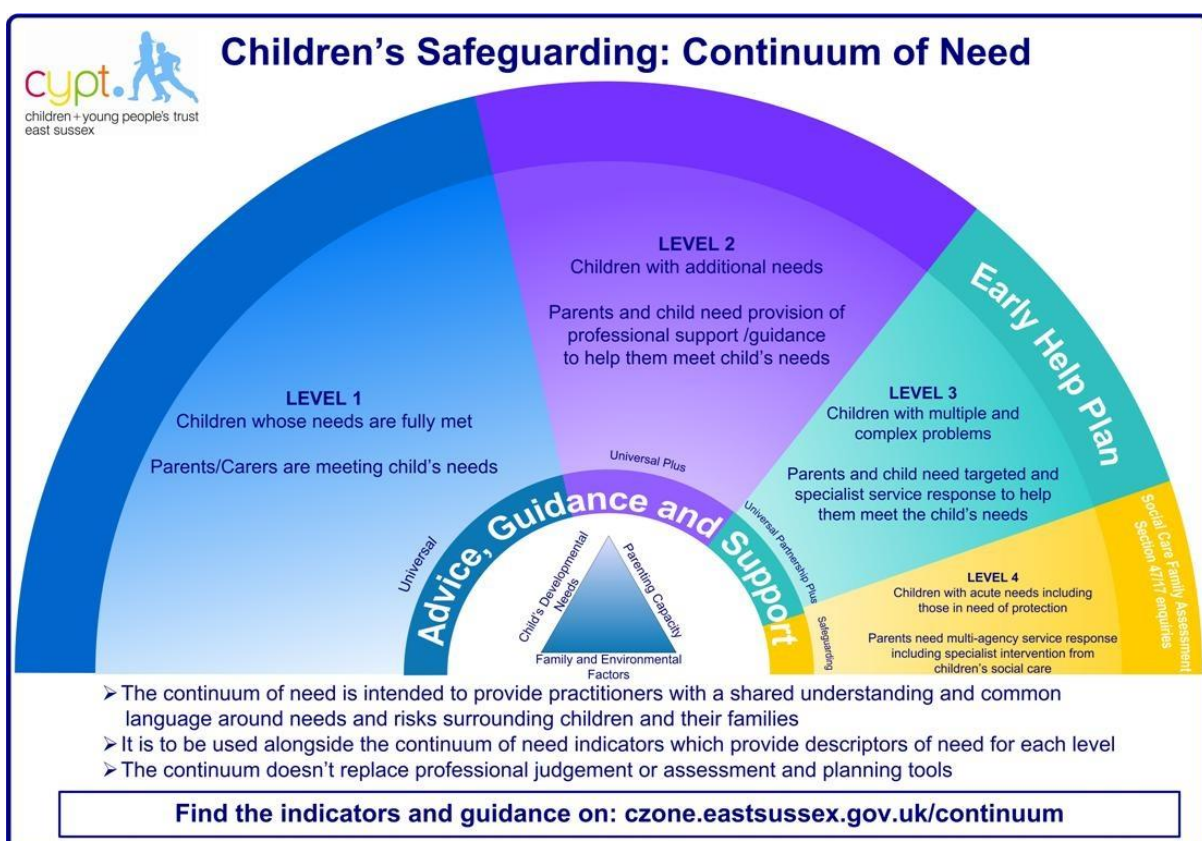 cypt.
children + young people's trust
east sussex
Children's Safeguarding: Continuum of Need
LEVEL 1
Children whose needs are fully met
Parents/Carers are meeting child's needs
LEVEL 2
Children with additional needs
Parents and child need provision of
professional support /guidance
to help them meet child's needs
LEVEL 3
Children with multiple and
complex problems
Parents and child need targeted and
specialist service response to help
them meet the child's needs
Early Help Plan
LEVEL 4
Children with acute needs including
those in need of protection
Parents need multi-agency service response
including specialist intervention from
children's social care
Social Care Family Assessment
Section 47/17 enquiries
Universal
Universal Plus
Universal Partnership Plus
Safeguarding
Advice, Guidance and Support
Child's Developmental
Needs
Parenting Capacity
Family and Environmental
Factors
➢ The continuum of need is intended to provide practitioners with a shared understanding and common
language around needs and risks surrounding children and their families
➢ It is to be used alongside the continuum of need indicators which provide descriptors of need for each level
➢ The continuum doesn't replace professional judgement or assessment and planning tools
Find the indicators and guidance on: czone.eastsussex.gov.uk/continuum